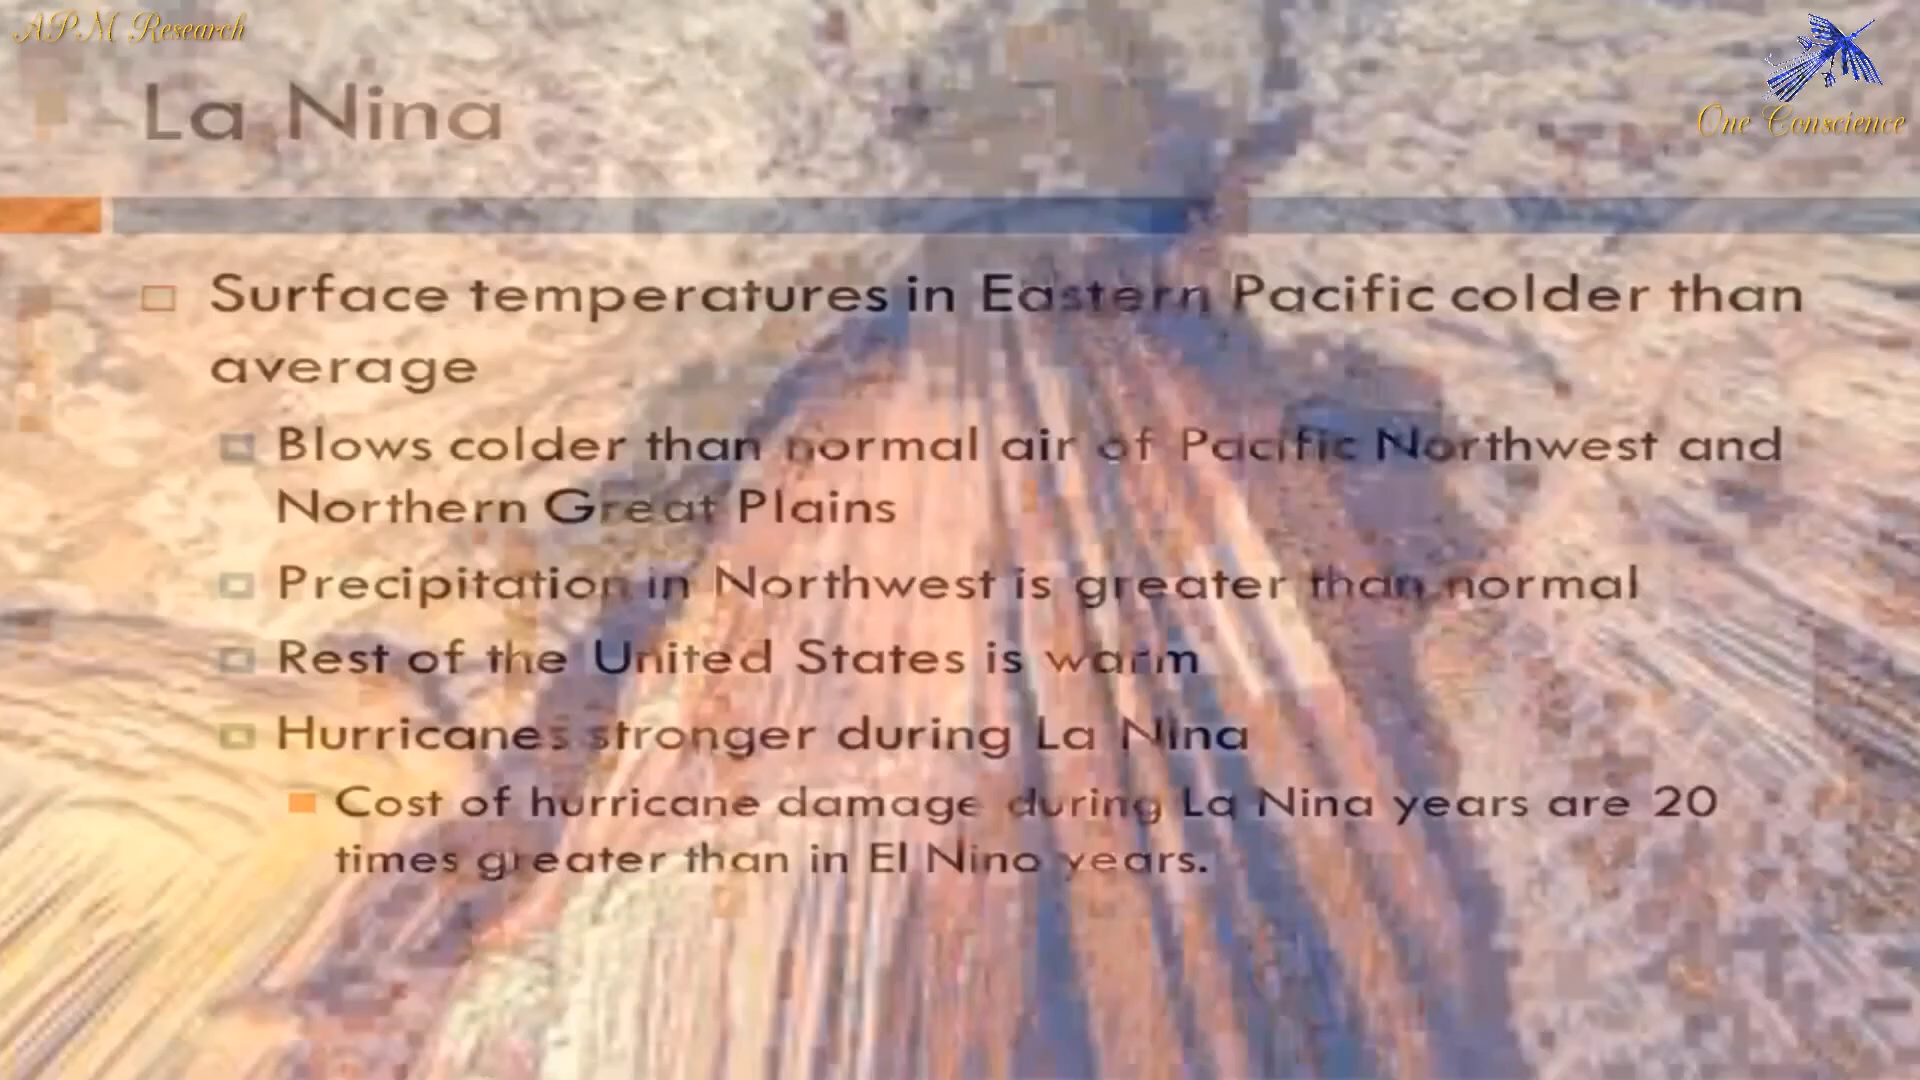 APM Research
One Conscience
La Nina
Surface temperatures in Eastern Pacific colder than
average
Blows colder than normal air of Pacific Northwest and
Northern Great Plains
Precipitation in Northwest is greater than normal
Rest of the United States is warm
Hurricanes stronger during La Nina
Cost of hurricane damage during La Nina years are 20
times greater than in El Nino years.